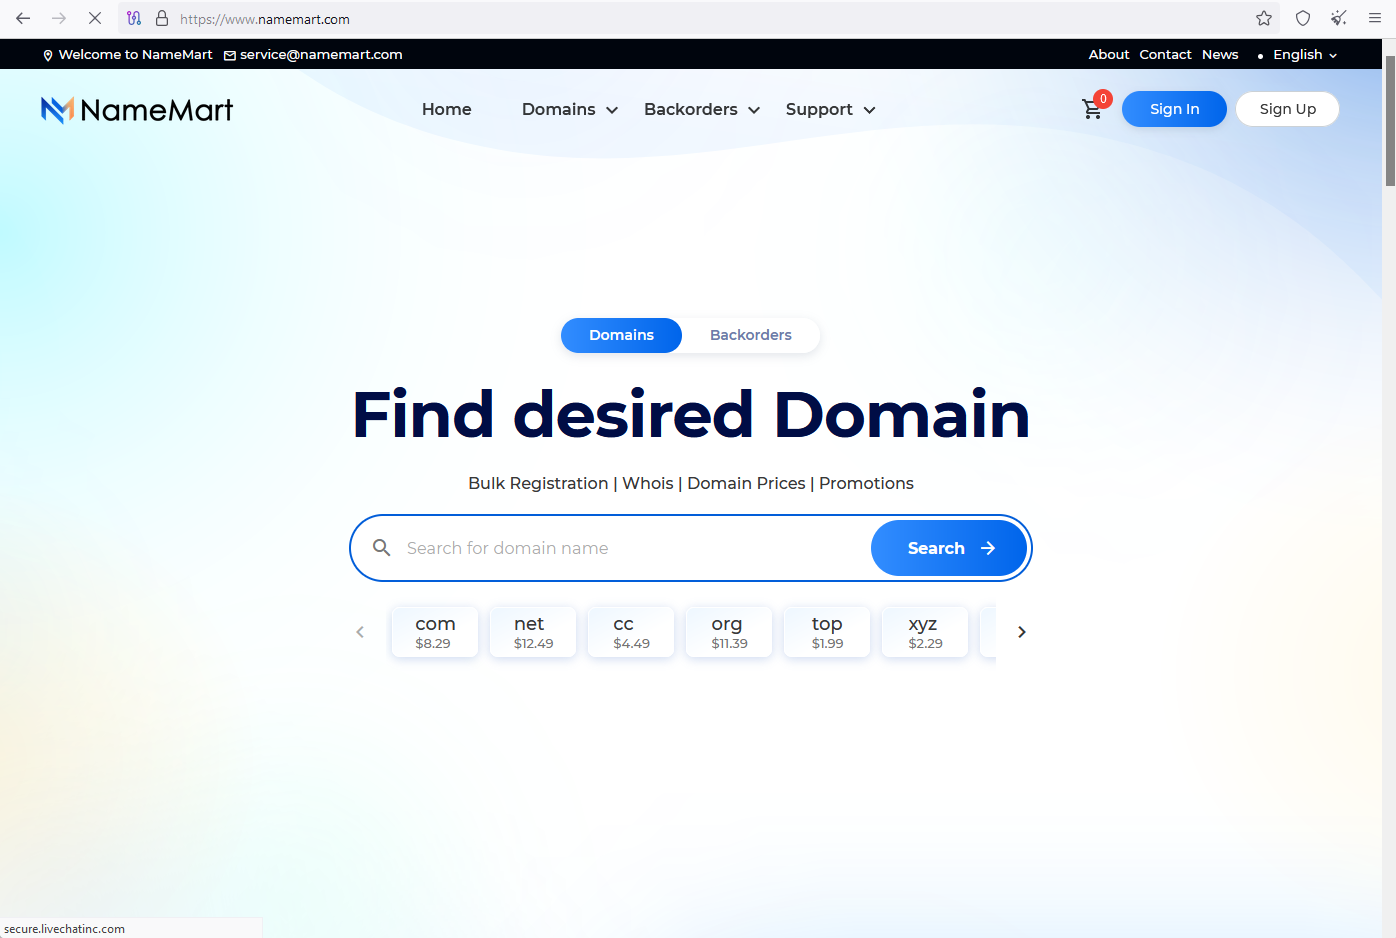 https://www.namemart.com
Welcome to NameMart service@namemart.com About Contact News English
NameMart Home Domains Backorders Support 0 Sign In Sign Up
Domains Backorders
Find desired Domain
Bulk Registration | Whois | Domain Prices | Promotions
Search for domain name Search
com net cc org top xyz
$8.29 $12.49 $4.49 $11.39 $1.99 $2.29
secure.livechatinc.com